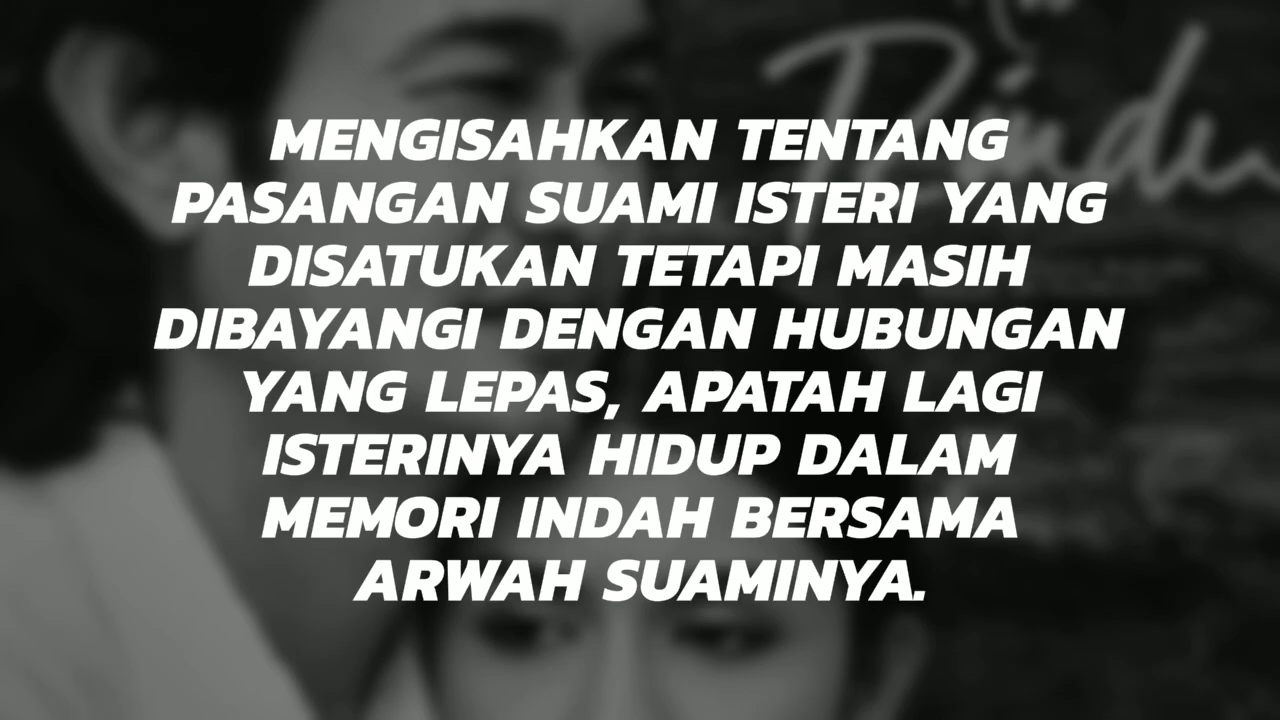 Rindu
MENGISAHKAN TENTANG
PASANGAN SUAMI ISTERI YANG
DISATUKAN TETAPI MASIH
DIBAYANGI DENGAN HUBUNGAN
YANG LEPAS, APATAH LAGI
ISTERINYA HIDUP DALAM
MEMORI INDAH BERSAMA
ARWAH SUAMINYA.